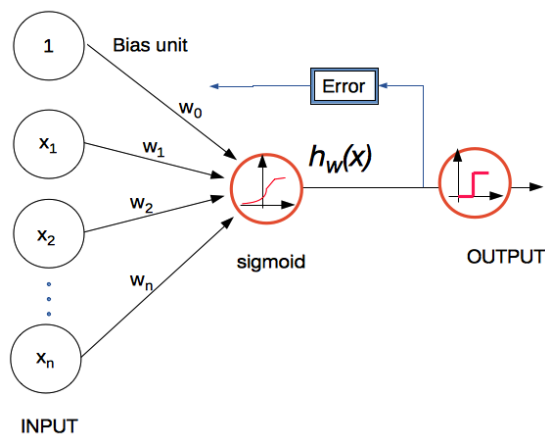 1
Bias unit
Error
w0
x1
w1
hw(x)
w2
x2
sigmoid
OUTPUT
wn
xn
INPUT